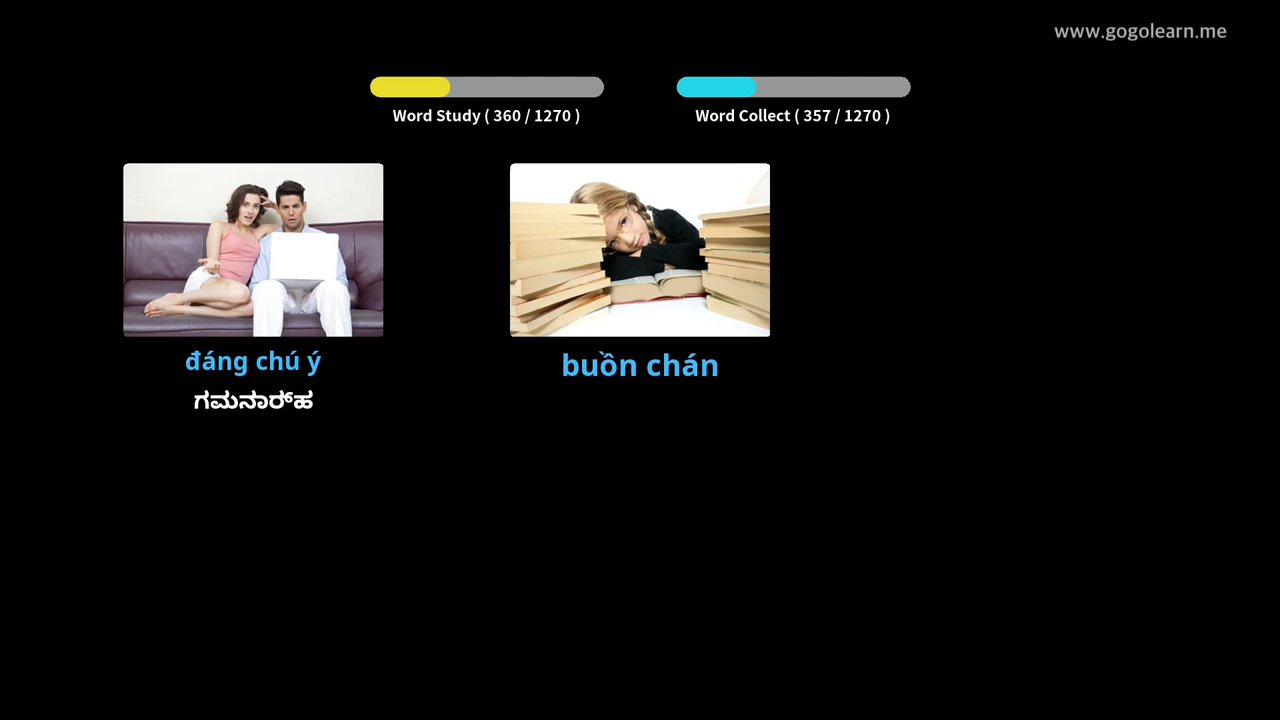 www.gogolearn.me
Word Study ( 360 / 1270 )
Word Collect ( 357 / 1270 )
đáng chú ý
ಗಮನಾರ್ಹ
buồn chán